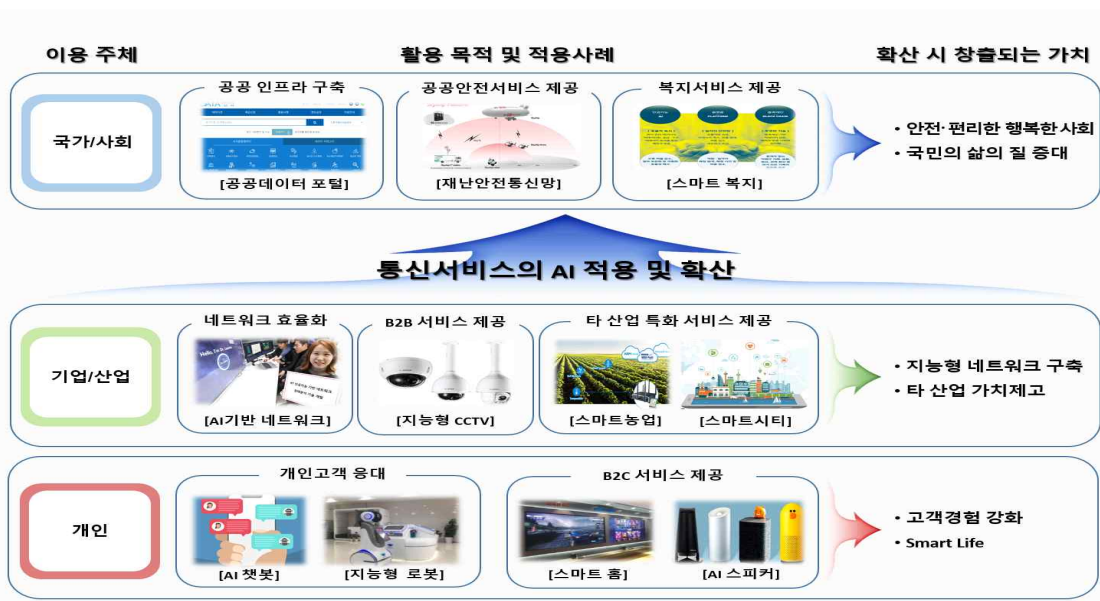 이용 주체
활용 목적 및 적용사례
확산 시 창출되는 가치
국가/사회
공공 인프라 구축
[공공데이터 포털]
공공안전서비스 제공
[재난안전통신망]
복지서비스 제공
[스마트 복지]
• 안전·편리한 행복한 사회
• 국민의 삶의 질 증대
통신서비스의 AI 적용 및 확산
기업/산업
네트워크 효율화
[AI기반 네트워크]
B2B 서비스 제공
[지능형 CCTV]
타 산업 특화 서비스 제공
[스마트농업]
[스마트시티]
• 지능형 네트워크 구축
• 타 산업 가치제고
개인
개인고객 응대
[AI 챗봇]
[지능형 로봇]
B2C 서비스 제공
[스마트 홈]
[AI 스피커]
• 고객경험 강화
• Smart Life